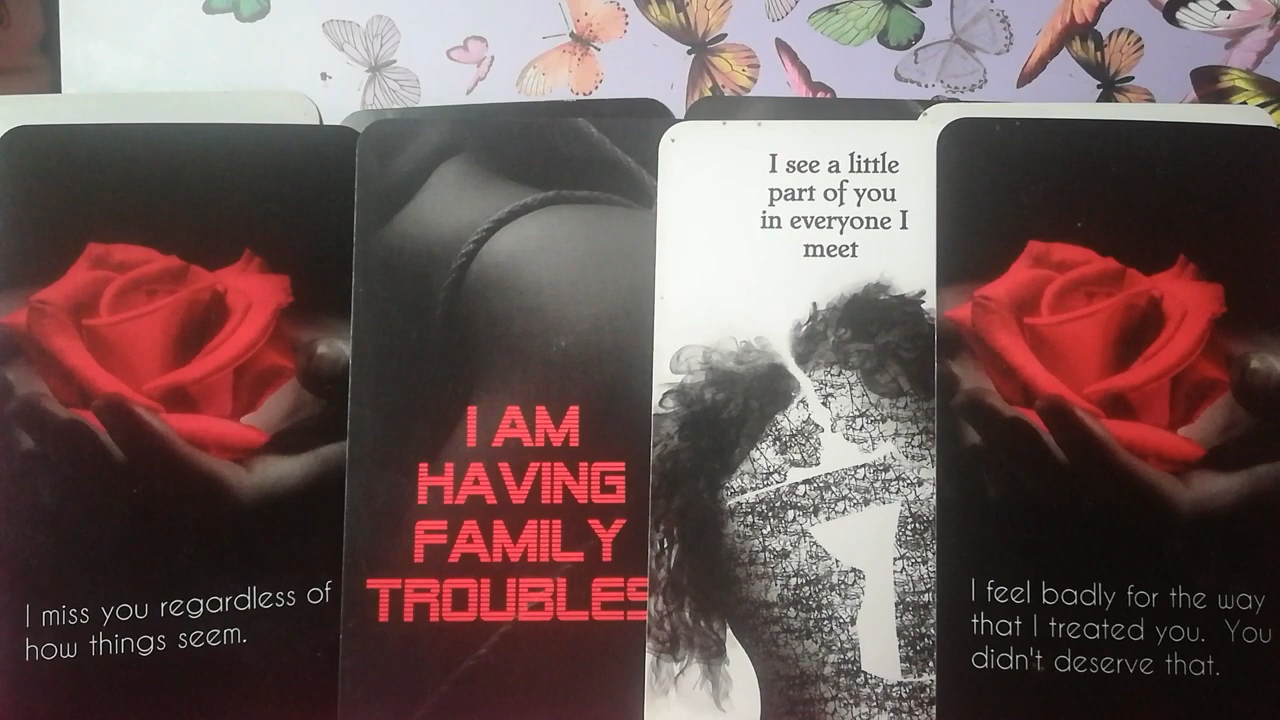 I miss you regardless of
how things seem.
I AM
HAVING
FAMILY
TROUBLES
I see a little
part of you
in everyone I
meet
I feel badly for the way
that I treated you. You
didn't deserve that.